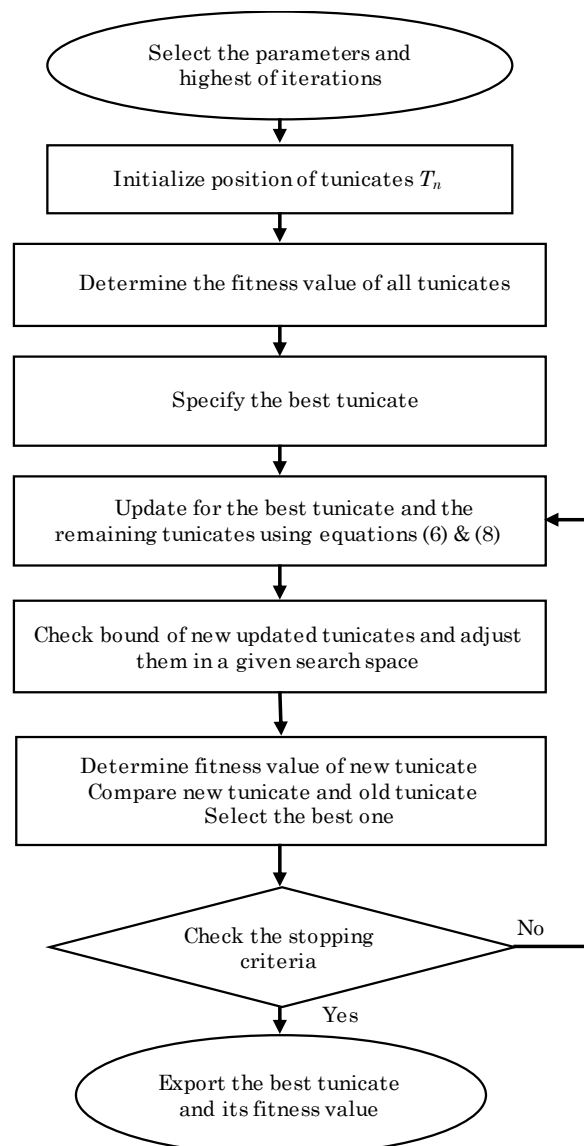 Select the parameters and
highest of iterations
Initialize position of tunicates Tn
Determine the fitness value of all tunicates
Specify the best tunicate
Update for the best tunicate and the
remaining tunicates using equations (6) & (8)
Check bound of new updated tunicates and adjust
them in a given search space
Determine fitness value of new tunicate
Compare new tunicate and old tunicate
Select the best one
Check the stopping
criteria
No
Yes
Export the best tunicate
and its fitness value